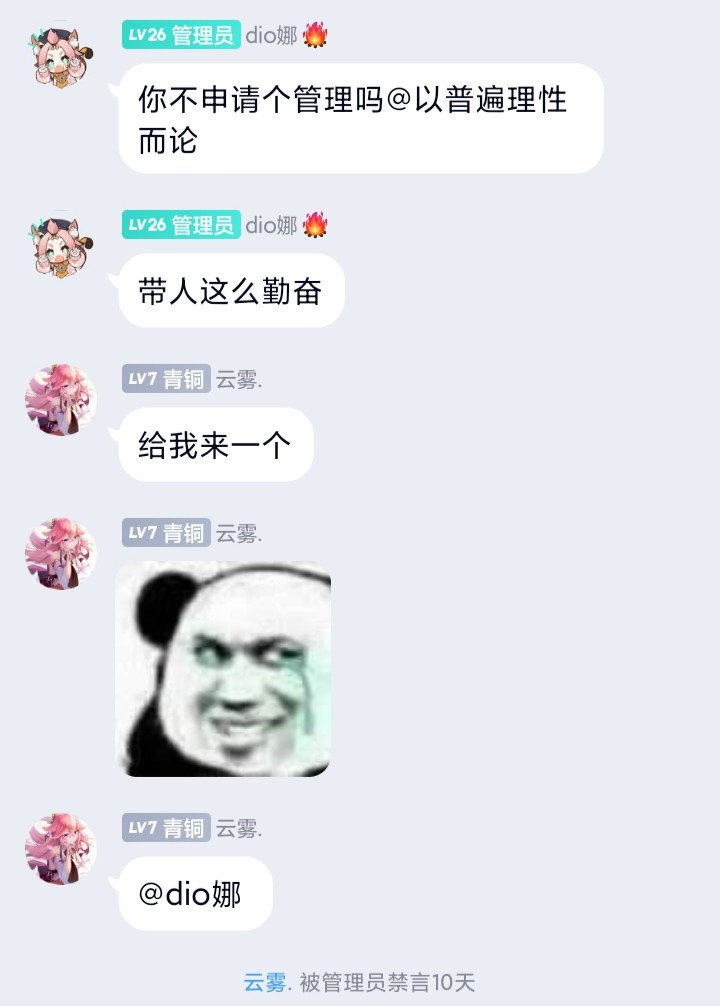 LV26 管理员 dio娜🔥
你不申请个管理吗@以普遍理性
而论
LV26 管理员 dio娜🔥
带人这么勤奋
LV7 青铜 云雾.
给我来一个
LV7 青铜 云雾.
LV7 青铜 云雾.
@dio娜
云雾. 被管理员禁言10天